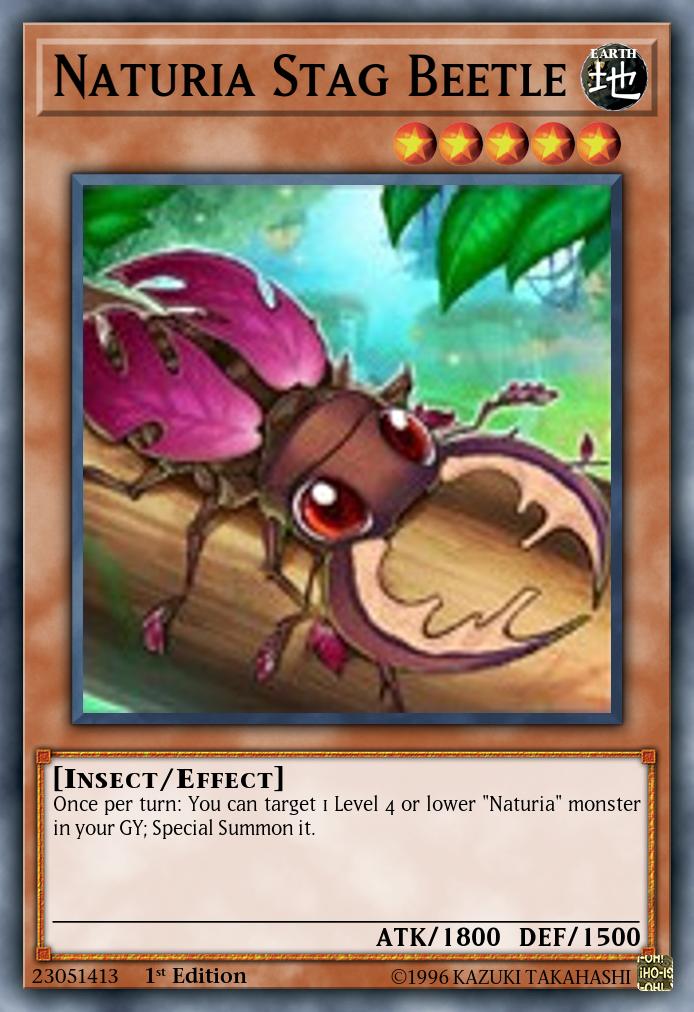 Naturia Stag Beetle
EARTH
地
[Insect/Effect]
Once per turn: You can target 1 Level 4 or lower "Naturia" monster
in your GY; Special Summon it.
ATK/1800 DEF/1500
23051413 1st Edition ©1996 KAZUKI TAKAHASHI